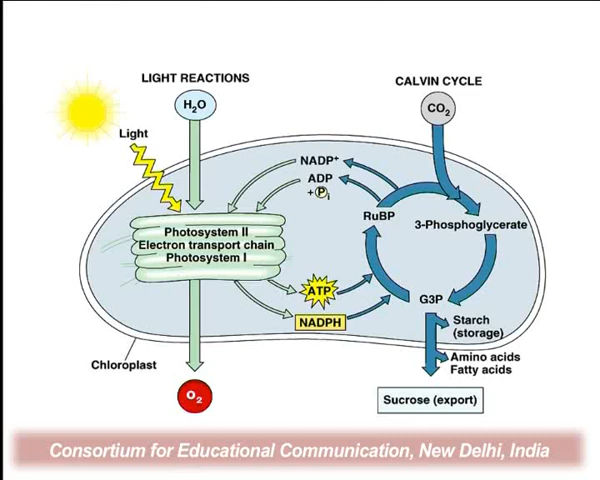 LIGHT REACTIONS
CALVIN CYCLE
H₂O
CO₂
Light
NADP⁺
ADP
+Pᵢ
RuBP
3-Phosphoglycerate
Photosystem II
Electron transport chain
Photosystem I
ATP
NADPH
G3P
Starch
(storage)
Amino acids
Fatty acids
Chloroplast
O₂
Sucrose (export)
Consortium for Educational Communication, New Delhi, India